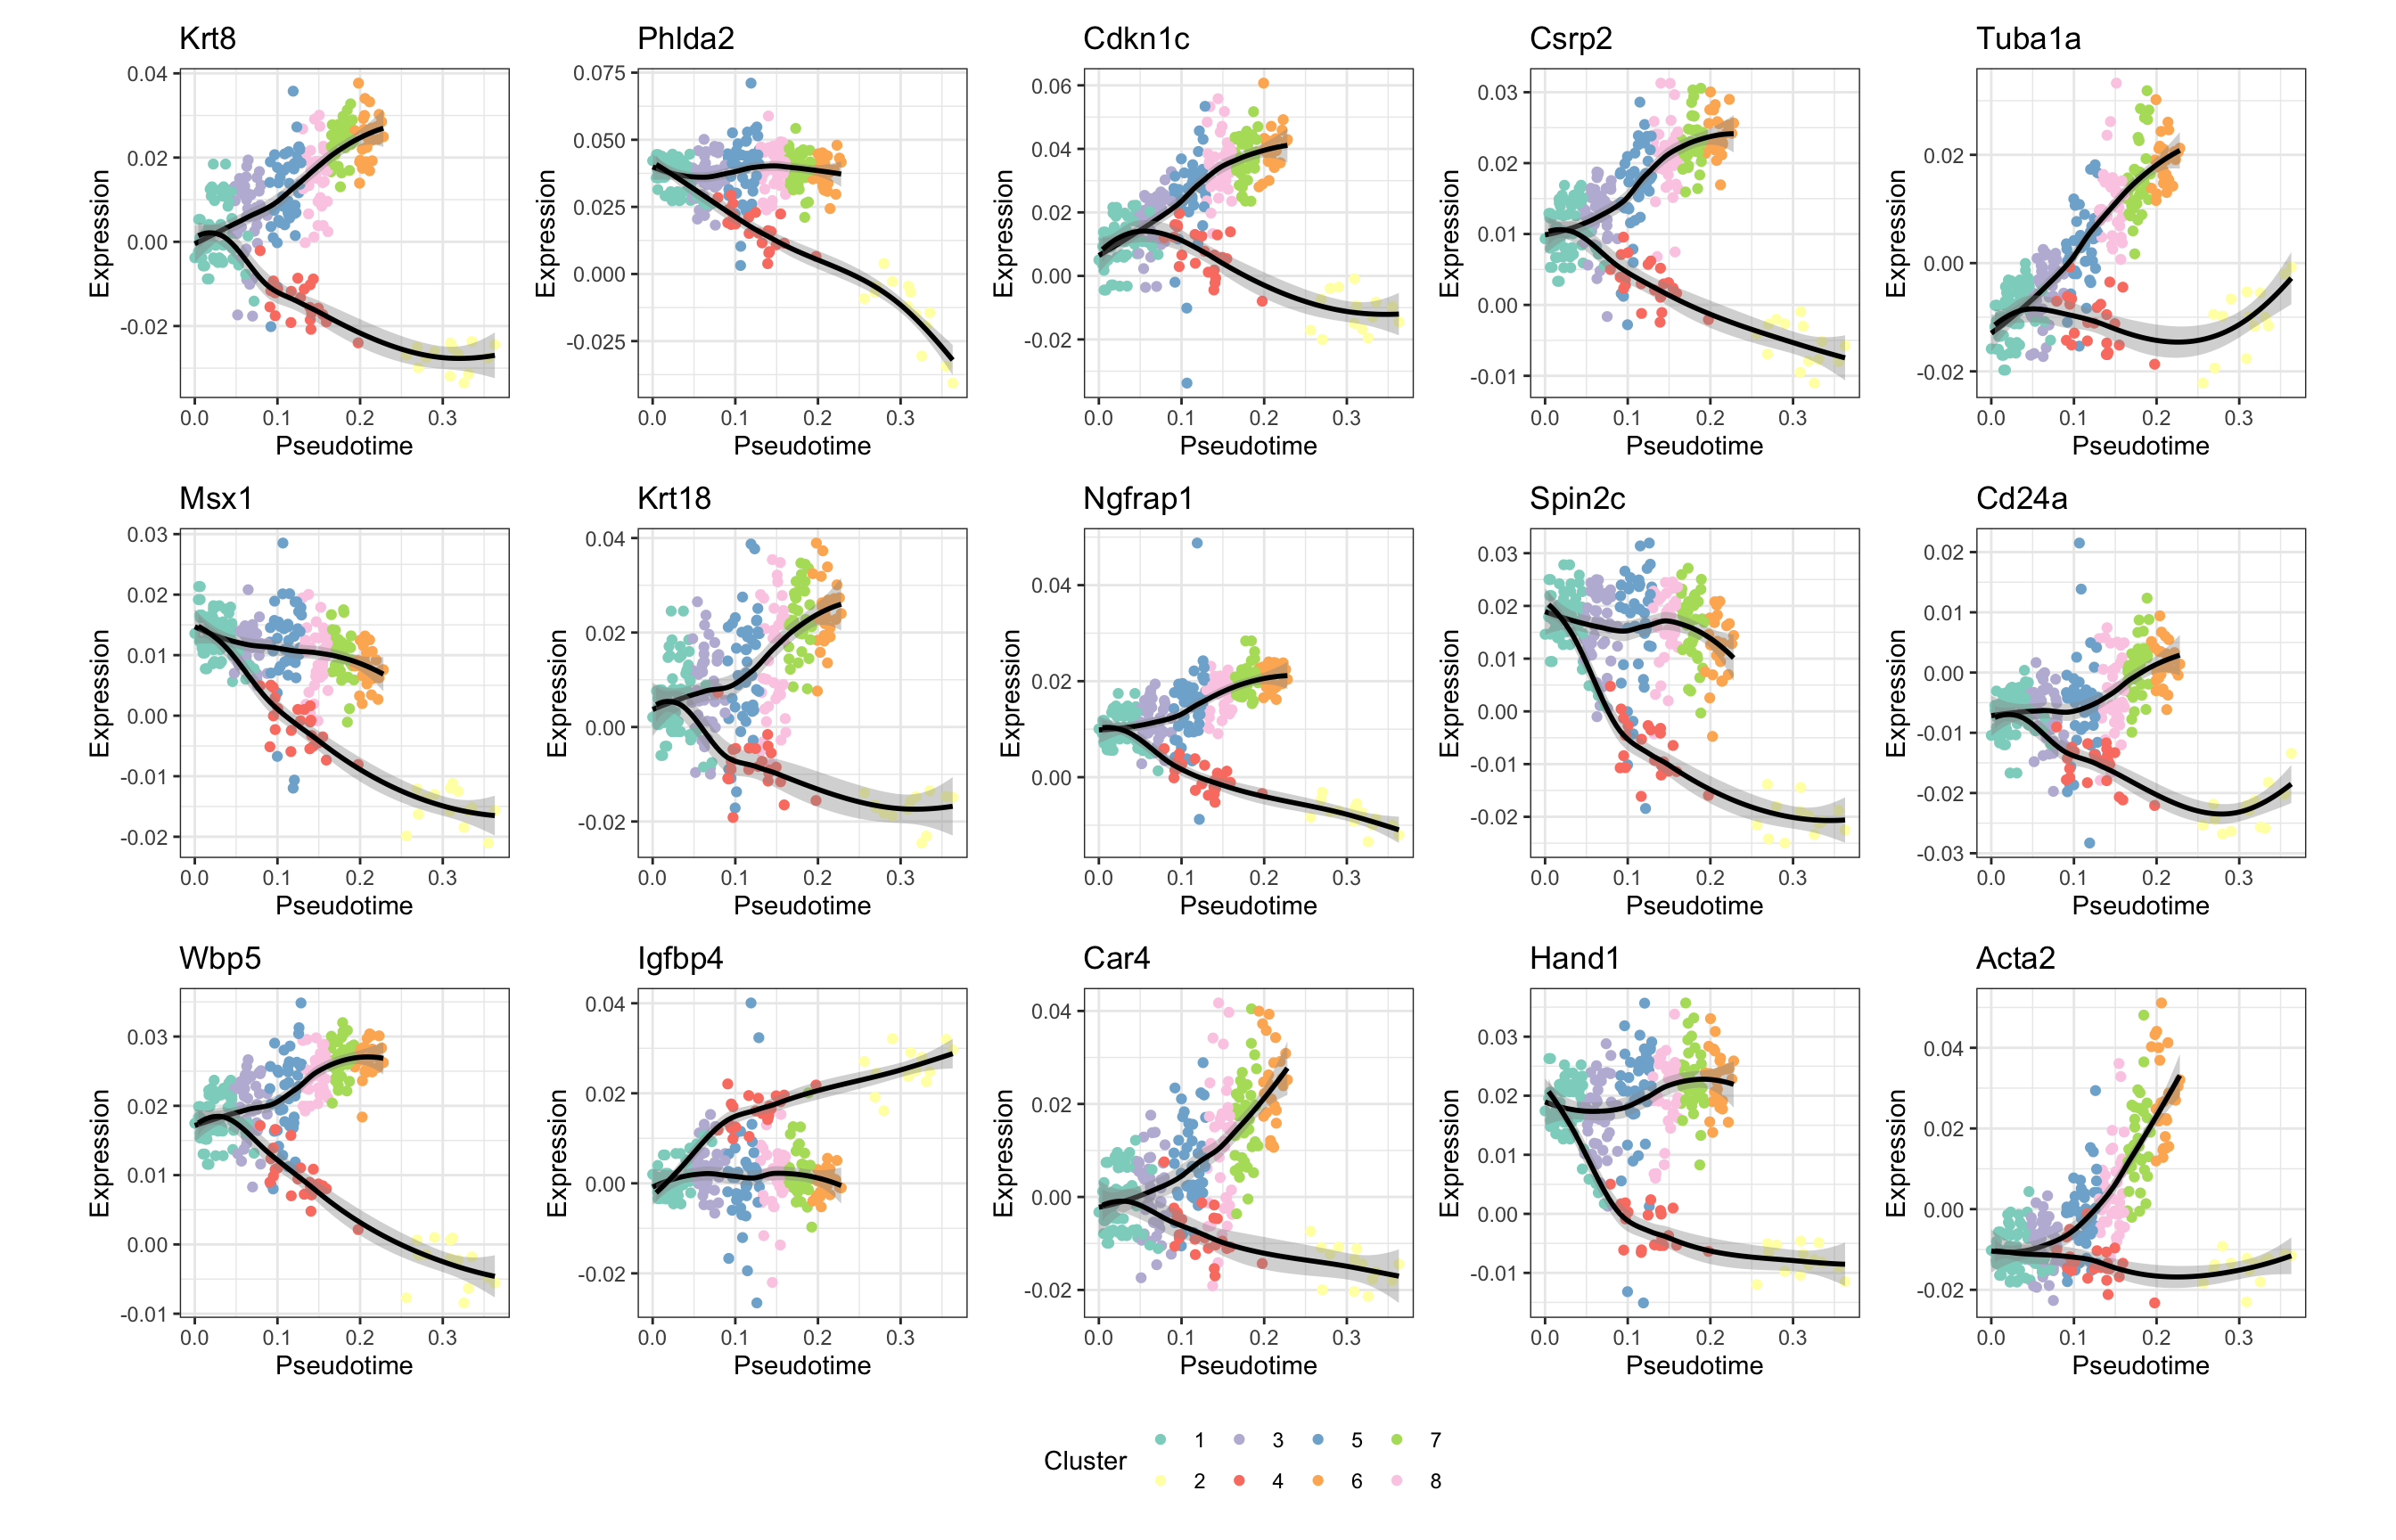 Krt8 Phlda2 Cdkn1c Csrp2 Tuba1a
0.04 0.02 0.00 -0.02
Expression
0.0 0.1 0.2 0.3
Pseudotime
0.075 0.050 0.025 0.000 -0.025
Expression
0.0 0.1 0.2 0.3
Pseudotime
0.06 0.04 0.02 0.00 -0.02
Expression
0.0 0.1 0.2 0.3
Pseudotime
0.03 0.02 0.01 0.00 -0.01
Expression
0.0 0.1 0.2 0.3
Pseudotime
0.02 0.00 -0.02
Expression
0.0 0.1 0.2 0.3
Pseudotime
Msx1 Krt18 Ngfrap1 Spin2c Cd24a
0.03 0.02 0.01 0.00 -0.01 -0.02
Expression
0.0 0.1 0.2 0.3
Pseudotime
0.04 0.02 0.00 -0.02
Expression
0.0 0.1 0.2 0.3
Pseudotime
0.04 0.02 0.00
Expression
0.0 0.1 0.2 0.3
Pseudotime
0.03 0.02 0.01 0.00 -0.01 -0.02
Expression
0.0 0.1 0.2 0.3
Pseudotime
0.02 0.01 0.00 -0.01 -0.02 -0.03
Expression
0.0 0.1 0.2 0.3
Pseudotime
Wbp5 Igfbp4 Car4 Hand1 Acta2
0.03 0.02 0.01 0.00 -0.01
Expression
0.0 0.1 0.2 0.3
Pseudotime
0.04 0.02 0.00 -0.02
Expression
0.0 0.1 0.2 0.3
Pseudotime
0.04 0.02 0.00 -0.02
Expression
0.0 0.1 0.2 0.3
Pseudotime
0.03 0.02 0.01 0.00 -0.01
Expression
0.0 0.1 0.2 0.3
Pseudotime
0.04 0.02 0.00 -0.02
Expression
0.0 0.1 0.2 0.3
Pseudotime
Cluster
1 3 5 7
2 4 6 8